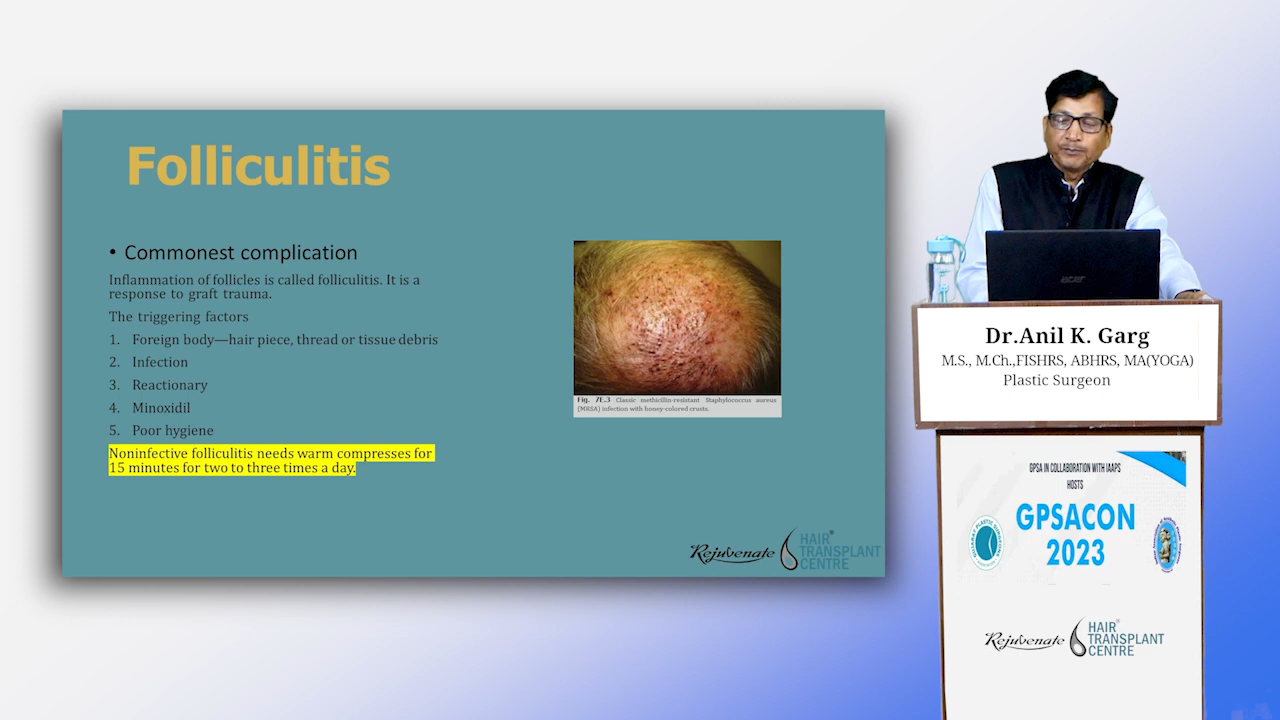 Folliculitis
• Commonest complication
Inflammation of follicles is called folliculitis. It is a
response to graft trauma.
The triggering factors
1. Foreign body—hair piece, thread or tissue debris
2. Infection
3. Reactionary
4. Minoxidil
5. Poor hygiene
Noninfective folliculitis needs warm compresses for
15 minutes for two to three times a day.
Fig. 7E.3 Classic methicillin-resistant Staphylococcus aureus
(MRSA) infection with honey-colored crusts.
Rejuvenate
HAIR
TRANSPLANT
CENTRE
acer
Dr.Anil K. Garg
M.S., M.Ch.,FISHRS, ABHRS, MA(YOGA)
Plastic Surgeon
GPSA IN COLLABORATION WITH IAAPS
HOSTS
GPSACON
2023
Rejuvenate
HAIR
TRANSPLANT
CENTRE